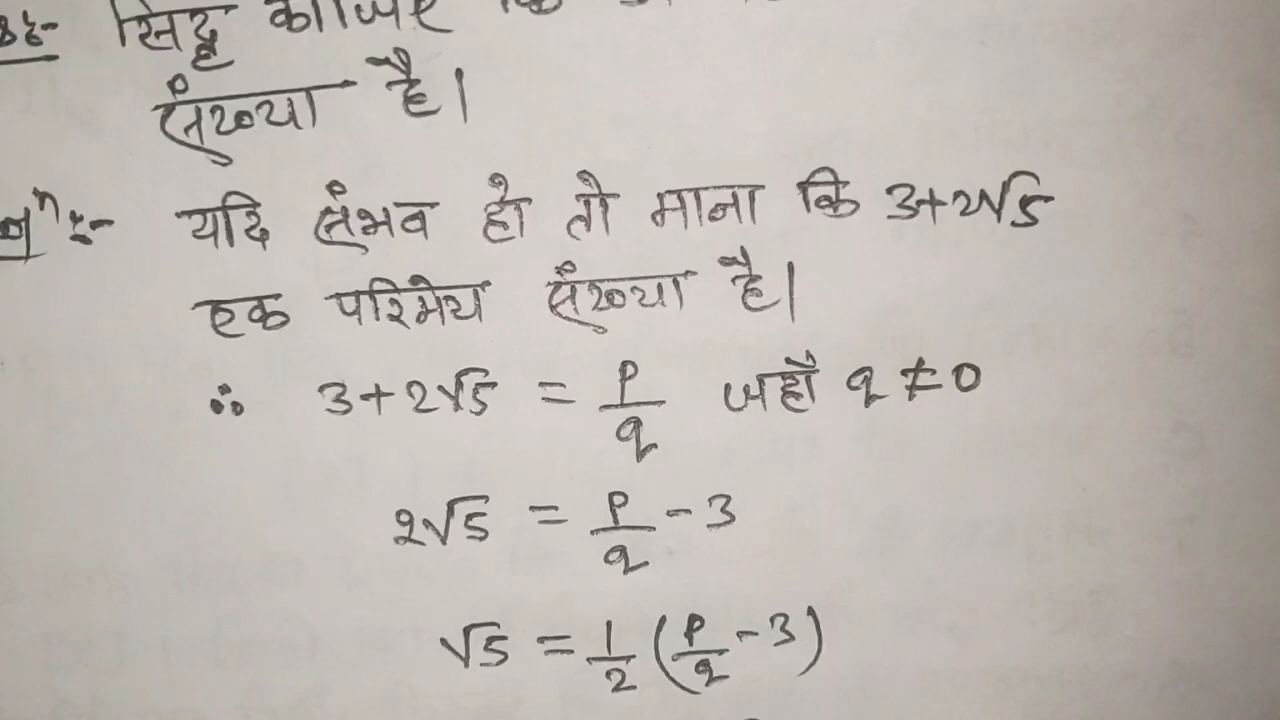 सिद्ध कीजिए कि
संख्या है।
यदि संभव हो तो माना कि 3+2√5
एक परिमेय संख्या है।
∴ 3+2√5 = p/q जहाँ q ≠ 0
2√5 = p/q - 3
√5 = 1/2 (p/q - 3)